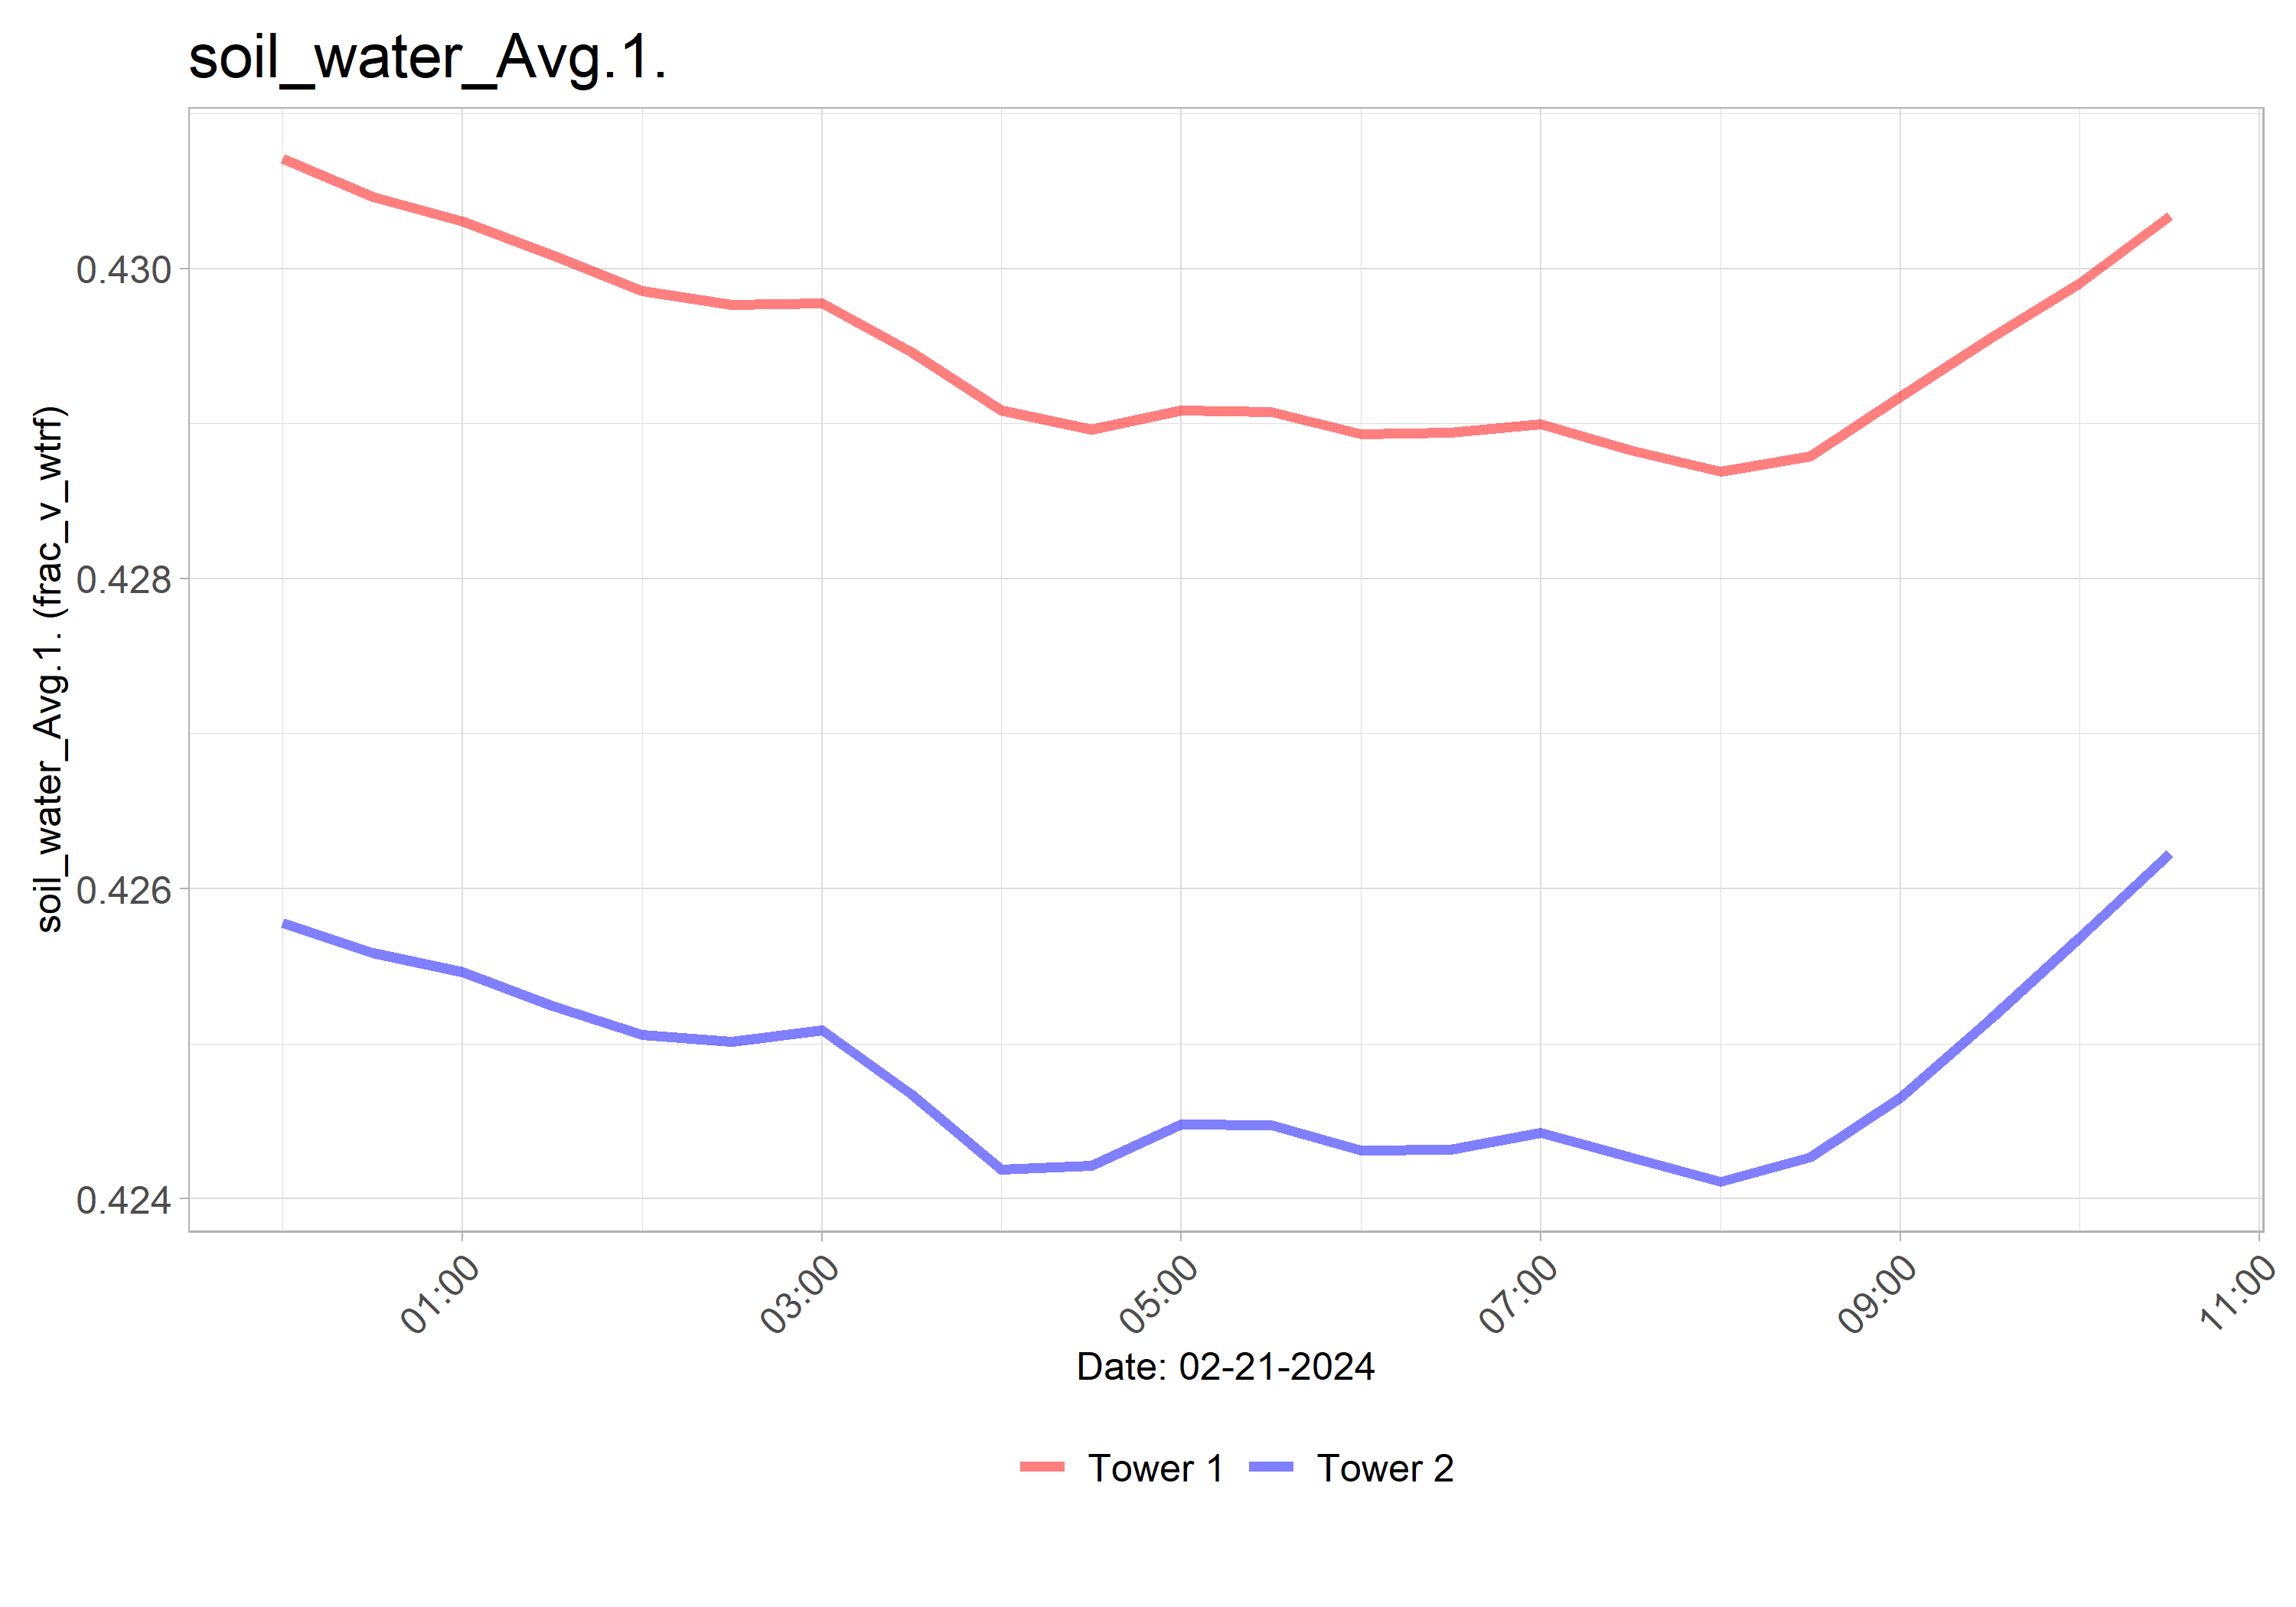 soil_water_Avg.1.
soil_water_Avg.1. (frac_v_wtrf)
0.430
0.428
0.426
0.424
01:00
03:00
05:00
07:00
09:00
11:00
Date: 02-21-2024
Tower 1
Tower 2